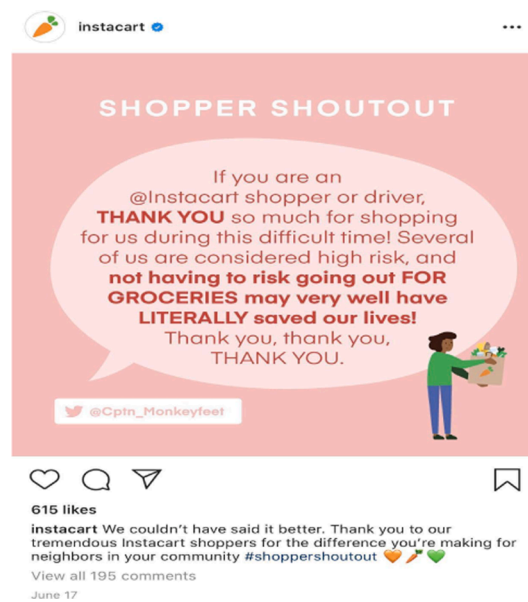 instacart
SHOPPER SHOUTOUT
If you are an
@Instacart shopper or driver,
THANK YOU so much for shopping
for us during this difficult time! Several
of us are considered high risk, and
not having to risk going out FOR
GROCERIES may very well have
LITERALLY saved our lives!
Thank you, thank you,
THANK YOU.
@Cptn_Monkeyfeet
615 likes
instacart We couldn't have said it better. Thank you to our
tremendous Instacart shoppers for the difference you're making for
neighbors in your community #shoppershoutout 🧡 🥕 💚
View all 195 comments
June 17